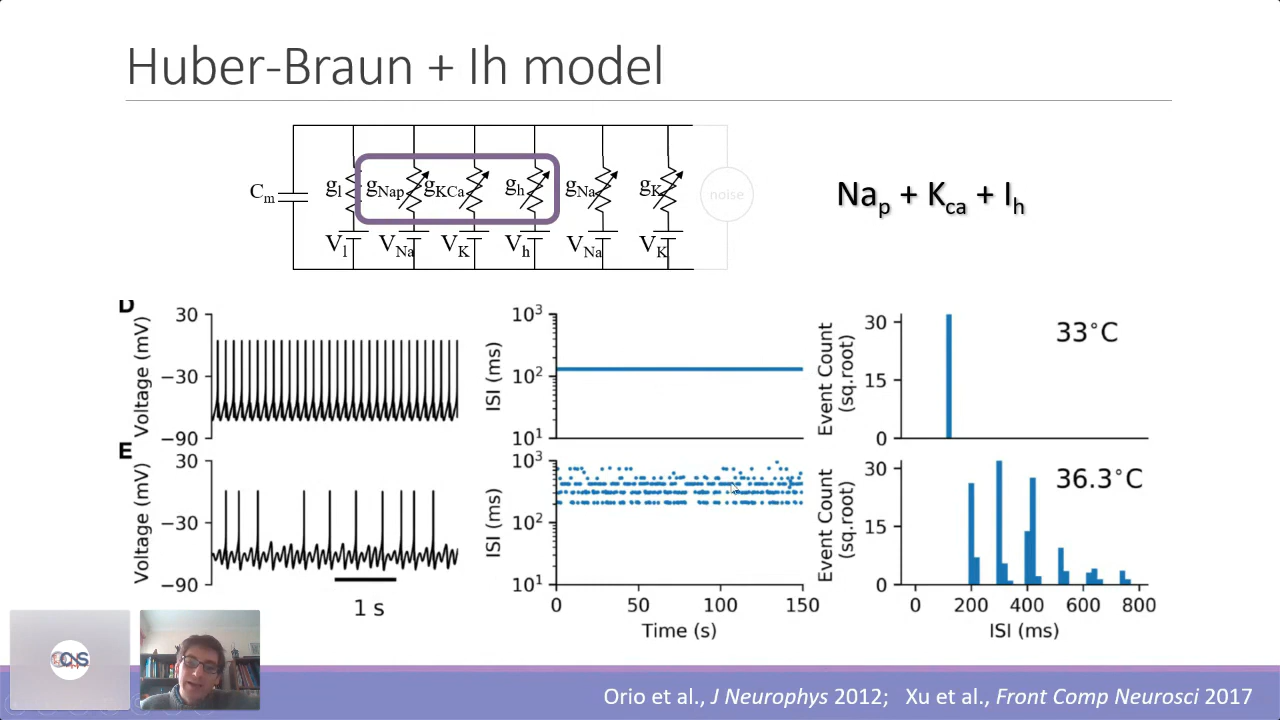 Huber-Braun + Ih model
Cm gl gNap gKCa gh gNa gK noise
Vl VNa VK Vh VNa VK
Nap + Kca + Ih
D
Voltage (mV)
30
−30
−90
ISI (ms)
10³
10²
10¹
Event Count
(sq.root)
30
15
0
33°C
E
Voltage (mV)
30
−30
−90
1 s
ISI (ms)
10³
10²
10¹
0 50 100 150
Time (s)
Event Count
(sq.root)
30
15
0
36.3°C
0 200 400 600 800
ISI (ms)
Orio et al., J Neurophys 2012; Xu et al., Front Comp Neurosci 2017